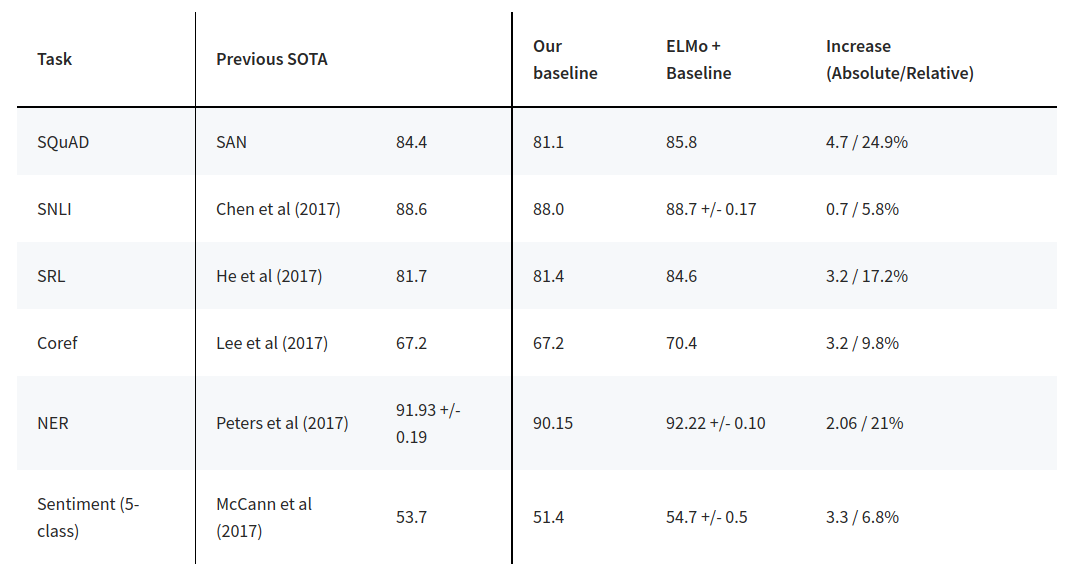 Task Previous SOTA Our baseline ELMo + Baseline Increase (Absolute/Relative)
SQuAD SAN 84.4 81.1 85.8 4.7 / 24.9%
SNLI Chen et al (2017) 88.6 88.0 88.7 +/- 0.17 0.7 / 5.8%
SRL He et al (2017) 81.7 81.4 84.6 3.2 / 17.2%
Coref Lee et al (2017) 67.2 67.2 70.4 3.2 / 9.8%
NER Peters et al (2017) 91.93 +/- 0.19 90.15 92.22 +/- 0.10 2.06 / 21%
Sentiment (5-class) McCann et al (2017) 53.7 51.4 54.7 +/- 0.5 3.3 / 6.8%